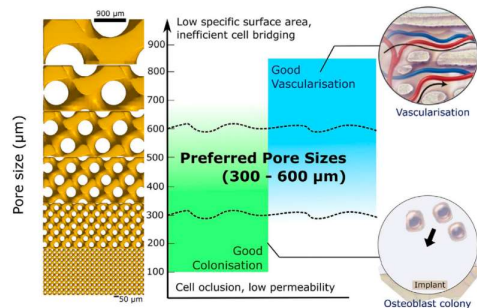 900 µm
Low specific surface area,
inefficient cell bridging
Pore size (µm)
900
800
700
600
500
400
300
200
100
Good
Vascularisation
Vascularisation
Preferred Pore Sizes
(300 - 600 µm)
Good
Colonisation
Implant
50 µm
Cell oclusion, low permeability
Osteoblast colony